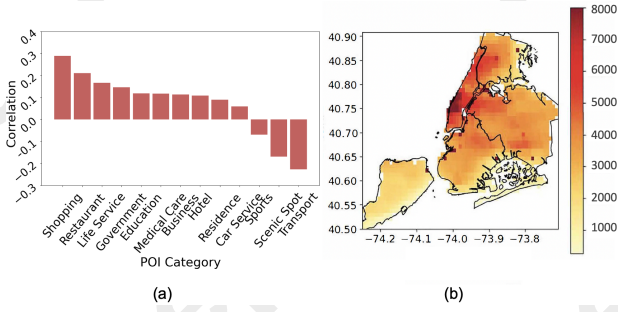 0.4
0.3
0.2
0.1
0.0
-0.1
-0.2
-0.3
Correlation
Shopping
Restaurant
Life Service
Government
Education
Medical Care
Business
Hotel
Residence
Car Service
Sports
Scenic Spot
Transport
POI Category
(a)
40.90
40.85
40.80
40.75
40.70
40.65
40.60
40.55
40.50
−74.2 −74.1 −74.0 −73.9 −73.8
8000
7000
6000
5000
4000
3000
2000
1000
(b)